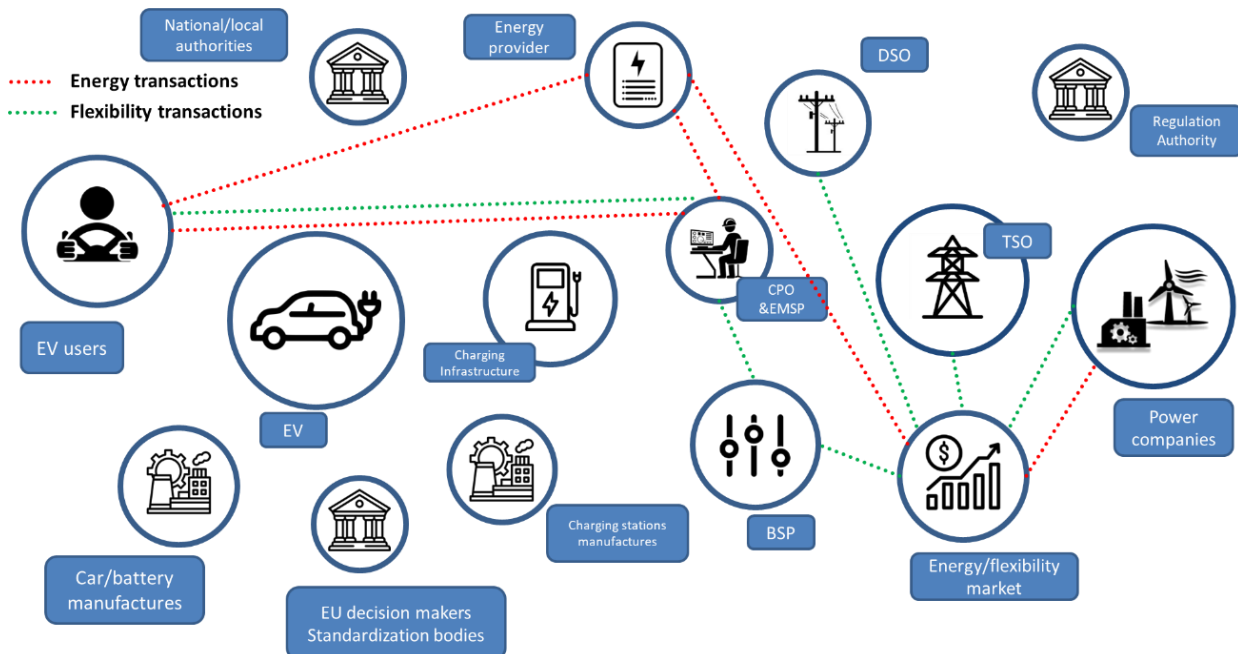 National/local
authorities
Energy
provider
DSO
Energy transactions
Flexibility transactions
Regulation
Authority
TSO
CPO
&EMSP
EV users
Charging
Infrastructure
EV
Power
companies
$
Charging stations
manufactures
BSP
Energy/flexibility
market
Car/battery
manufactures
EU decision makers
Standardization bodies